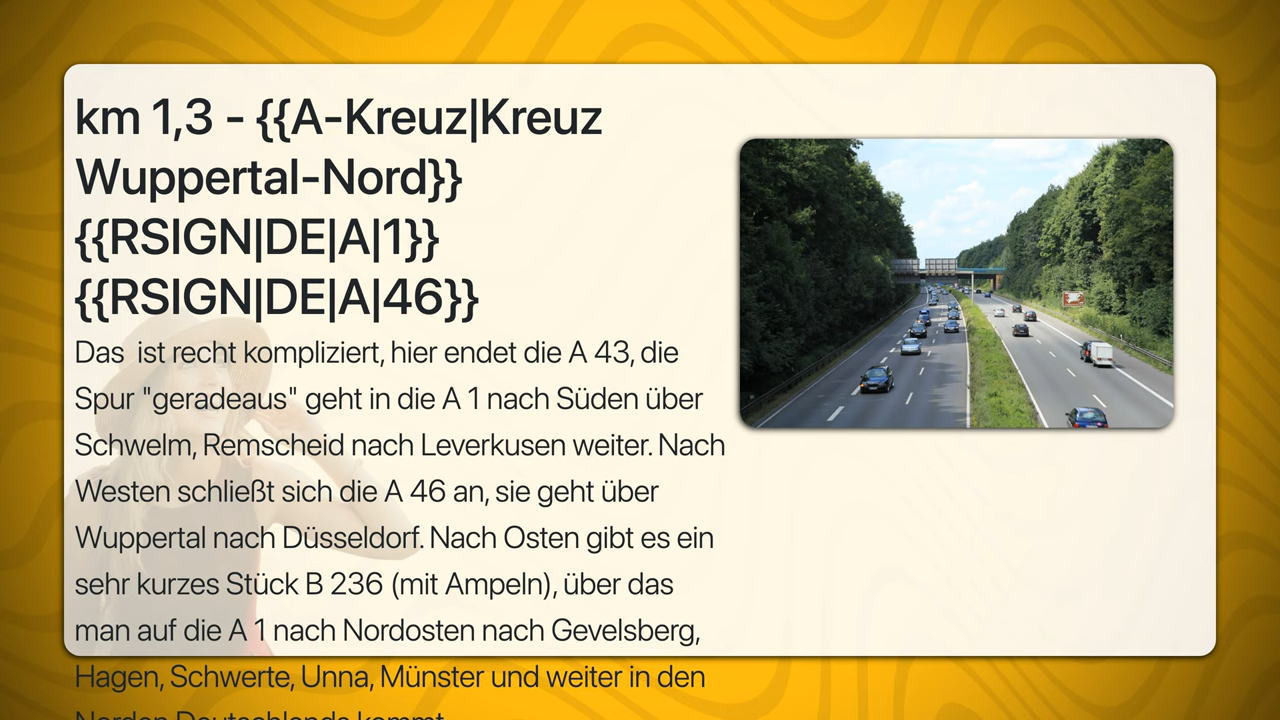 km 1,3 - {{A-Kreuz|Kreuz
Wuppertal-Nord}}
{{RSIGN|DE|A|1}}
{{RSIGN|DE|A|46}}
Das  ist recht kompliziert, hier endet die A 43, die
Spur "geradeaus" geht in die A 1 nach Süden über
Schwelm, Remscheid nach Leverkusen weiter. Nach
Westen schließt sich die A 46 an, sie geht über
Wuppertal nach Düsseldorf. Nach Osten gibt es ein
sehr kurzes Stück B 236 (mit Ampeln), über das
man auf die A 1 nach Nordosten nach Gevelsberg,
Hagen, Schwerte, Unna, Münster und weiter in den
Norden Deutschlands kommt.